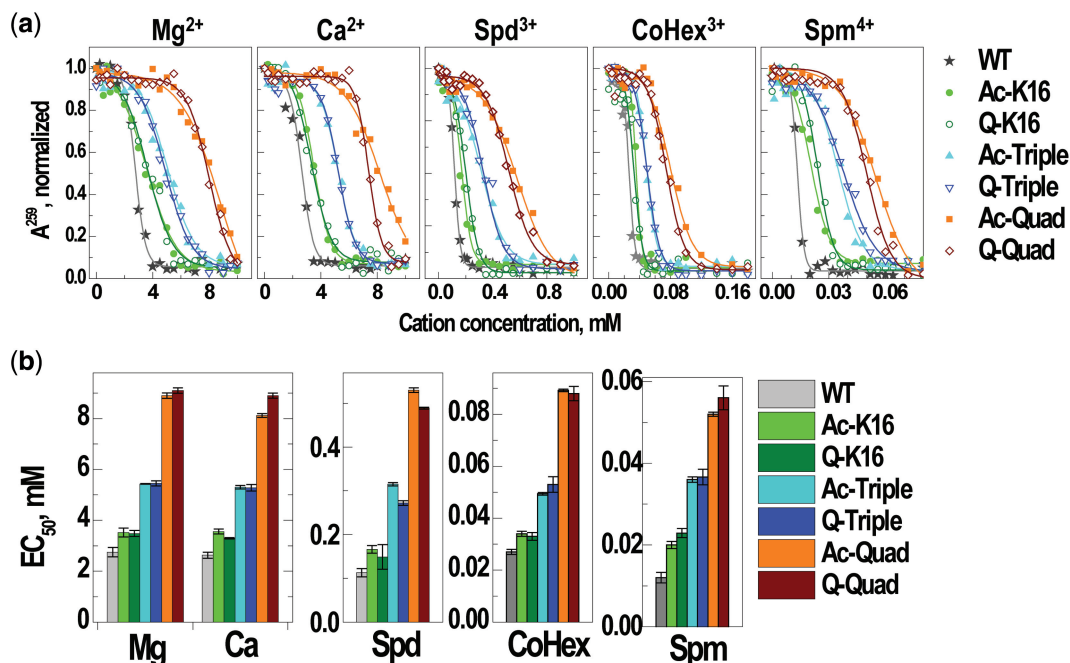 (a)
Mg²⁺ Ca²⁺ Spd³⁺ CoHex³⁺ Spm⁴⁺
A²⁵⁹, normalized
1.0
0.8
0.6
0.4
0.2
0.0
0 4 8 0 4 8 0.0 0.4 0.8 0.00 0.08 0.16 0.00 0.03 0.06
Cation concentration, mM
WT
Ac-K16
Q-K16
Ac-Triple
Q-Triple
Ac-Quad
Q-Quad
(b)
EC₅₀, mM
8
6
4
2
0
Mg Ca
0.4
0.2
0.0
Spd
0.08
0.06
0.04
0.02
0.00
CoHex
0.06
0.04
0.02
0.00
Spm
WT
Ac-K16
Q-K16
Ac-Triple
Q-Triple
Ac-Quad
Q-Quad